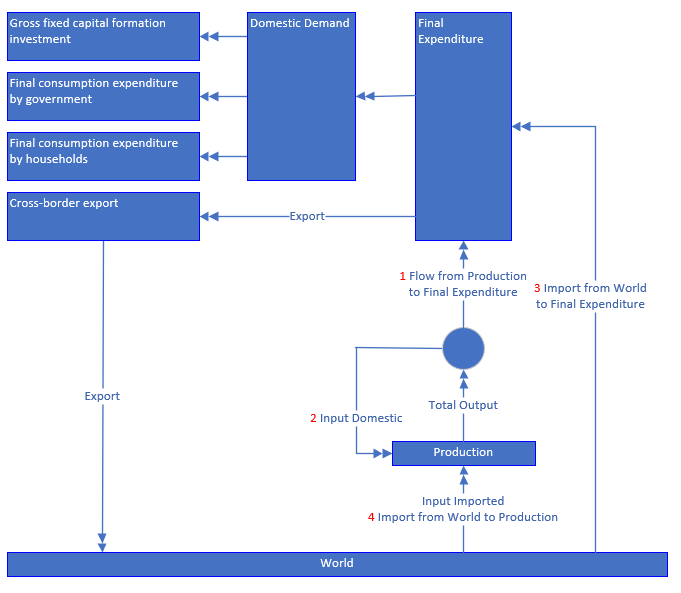 Gross fixed capital formation
investment
Domestic Demand
Final
Expenditure
Final consumption expenditure
by government
Final consumption expenditure
by households
Cross-border export
Export
1 Flow from Production
to Final Expenditure
3 Import from World
to Final Expenditure
Export
Total Output
2 Input Domestic
Production
Input Imported
4 Import from World to Production
World